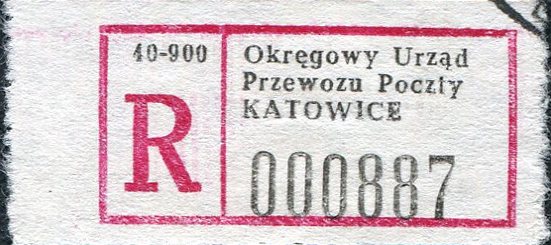 40-900
R
Okręgowy Urząd
Przewozu Poczty
KATOWICE
000887